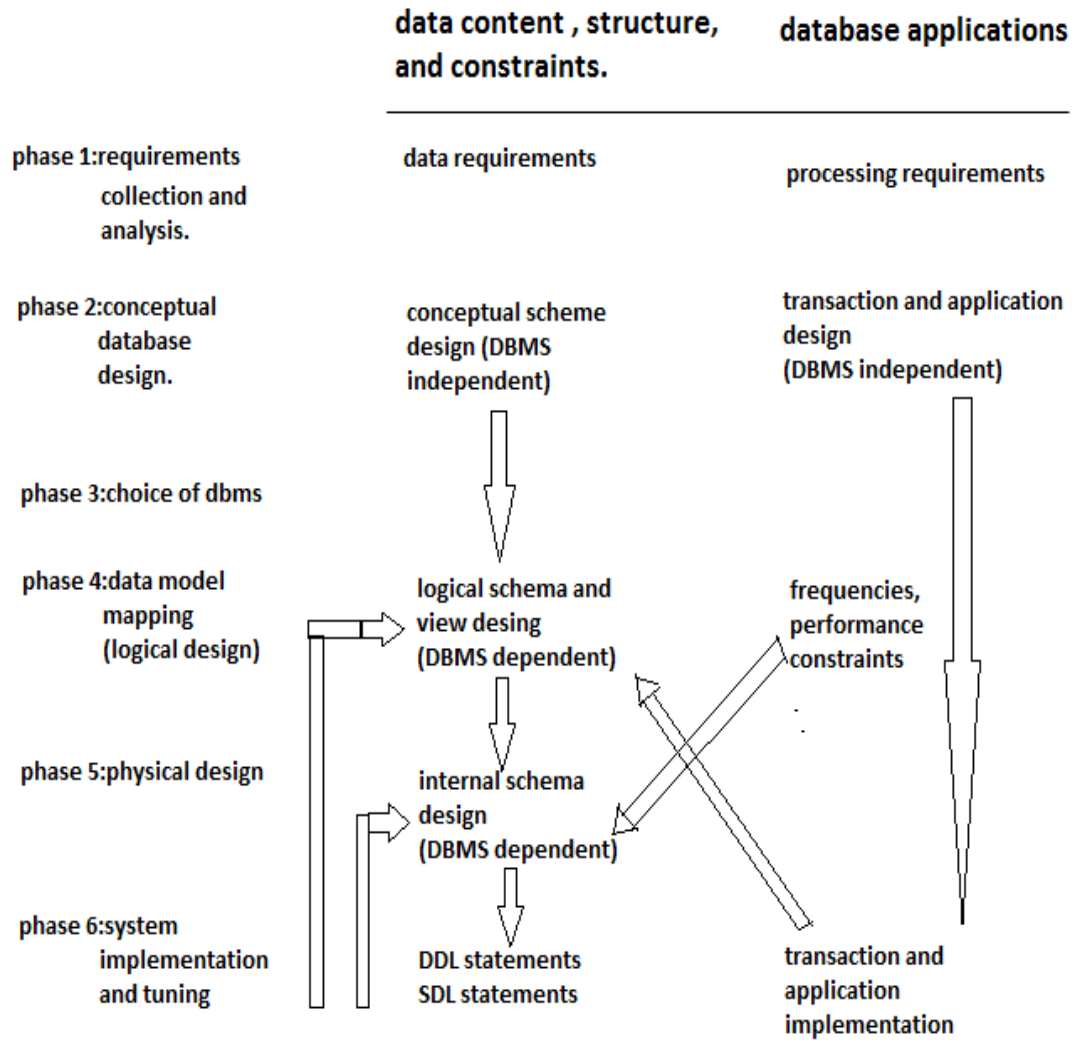 data content , structure,
and constraints.
database applications
phase 1:requirements
collection and
analysis.
data requirements
processing requirements
phase 2:conceptual
database
design.
conceptual scheme
design (DBMS
independent)
transaction and application
design
(DBMS independent)
phase 3:choice of dbms
phase 4:data model
mapping
(logical design)
logical schema and
view desing
(DBMS dependent)
frequencies,
performance
constraints
phase 5:physical design
internal schema
design
(DBMS dependent)
phase 6:system
implementation
and tuning
DDL statements
SDL statements
transaction and
application
implementation